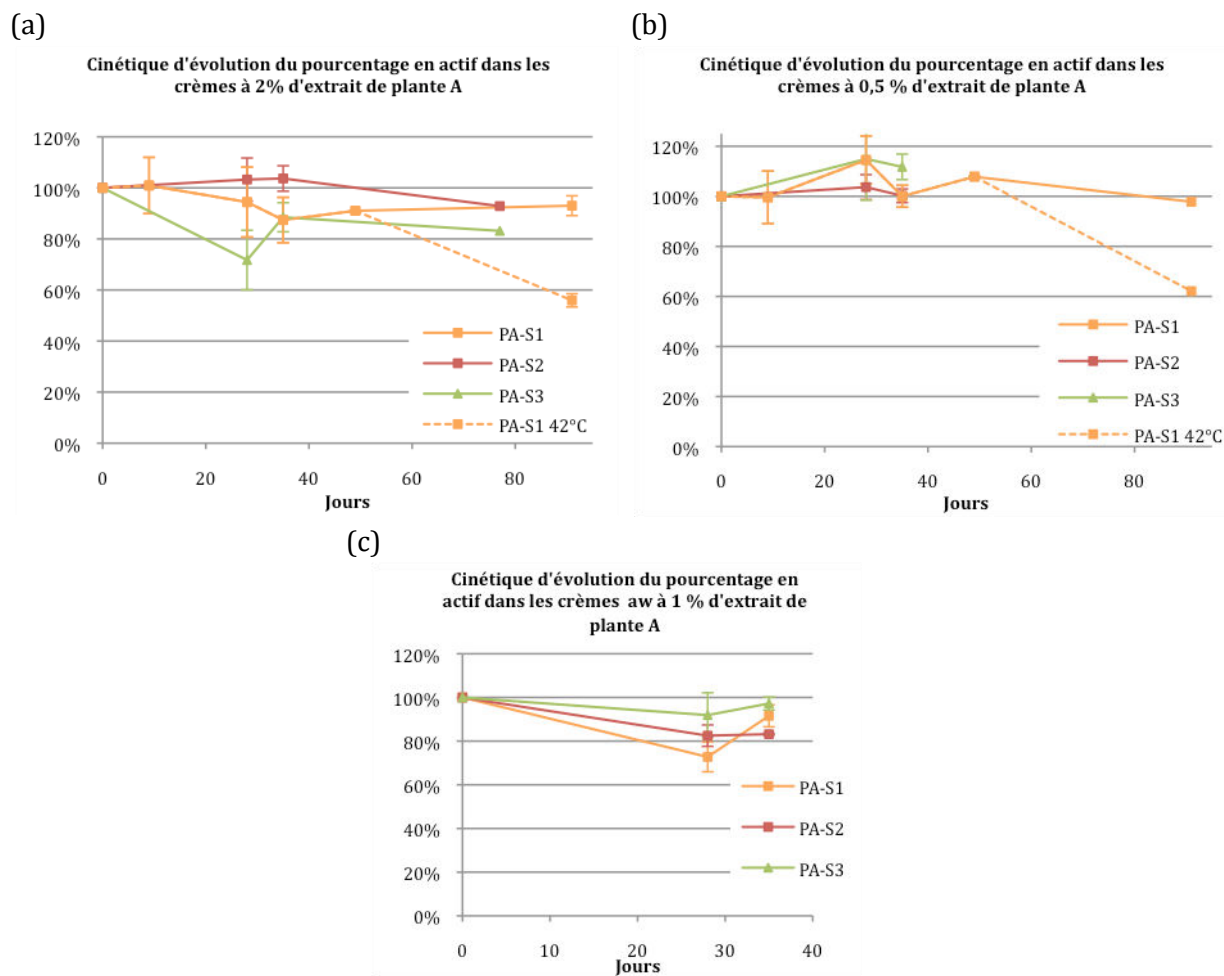 (a)
Cinétique d'évolution du pourcentage en actif dans les
crèmes à 2% d'extrait de plante A
120%
100%
80%
60%
40%
20%
0%
PA-S1
PA-S2
PA-S3
PA-S1 42°C
0 20 40 60 80
Jours
(b)
Cinétique d'évolution du pourcentage en actif dans les
crèmes à 0,5 % d'extrait de plante A
120%
100%
80%
60%
40%
20%
0%
PA-S1
PA-S2
PA-S3
PA-S1 42°C
0 20 40 60 80
Jours
(c)
Cinétique d'évolution du pourcentage en
actif dans les crèmes aw à 1 % d'extrait de
plante A
120%
100%
80%
60%
40%
20%
0%
PA-S1
PA-S2
PA-S3
0 10 20 30 40
Jours